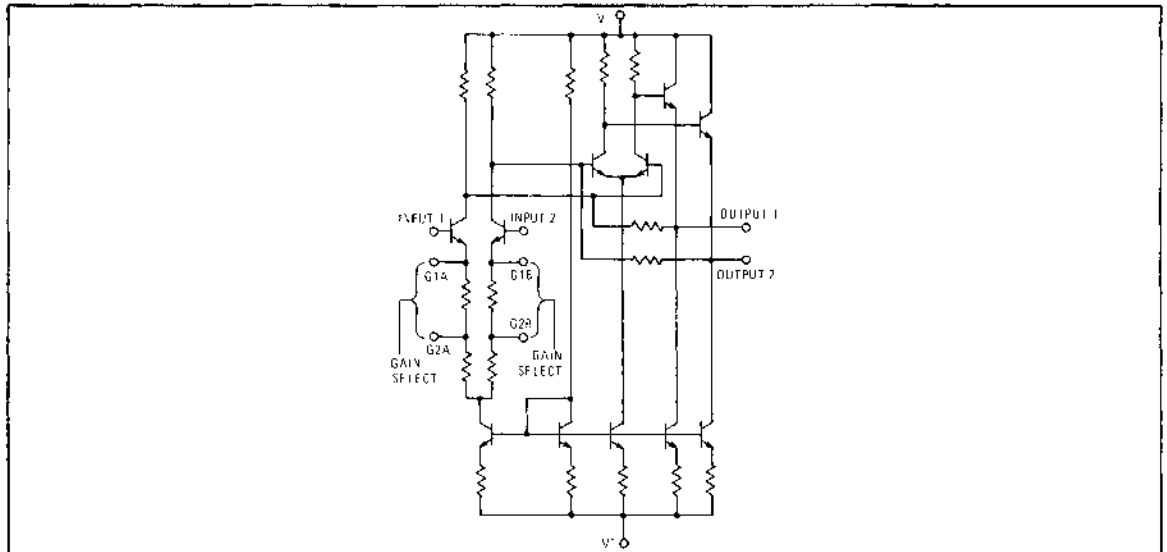 V
INPUT 1
INPUT 2
OUTPUT 1
G1A
G1B
OUTPUT 2
G2A
G2B
GAIN
SELECT
GAIN
SELECT
V-